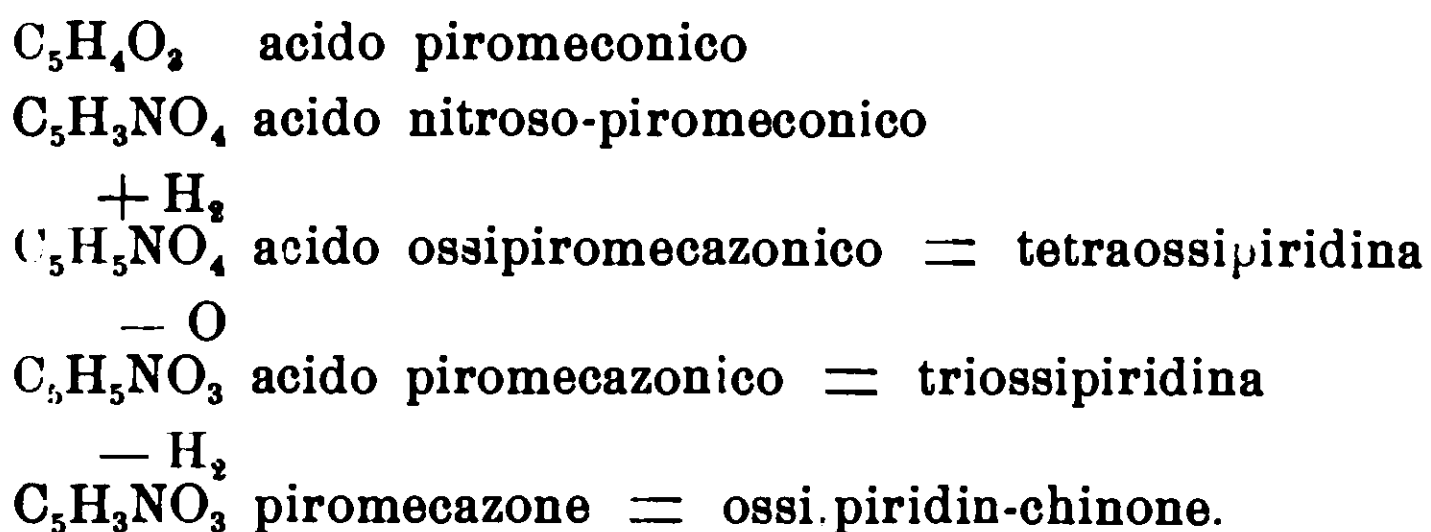 C₅H₄O₃ acido piromeconico
C₅H₃NO₄ acido nitroso-piromeconico
+ H₂
C₅H₅NO₄ acido ossipiromecazonico = tetraossipiridina
— O
C₅H₅NO₃ acido piromecazonico = triossipiridina
— H₂
C₅H₃NO₃ piromecazone = ossi.piridin-chinone.